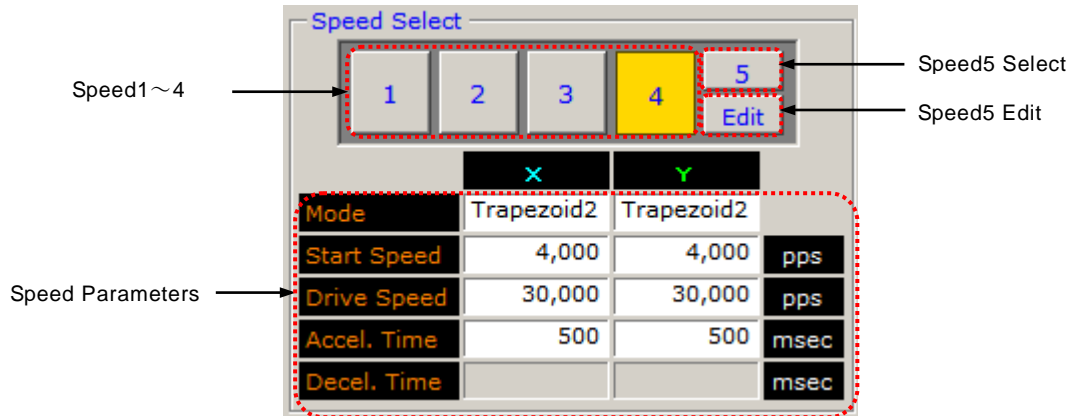 Speed Select
Speed1～4
1 2 3 4 5
Edit
Speed5 Select
Speed5 Edit
X Y
Speed Parameters
Mode Trapezoid2 Trapezoid2
Start Speed 4,000 4,000 pps
Drive Speed 30,000 30,000 pps
Accel. Time 500 500 msec
Decel. Time msec